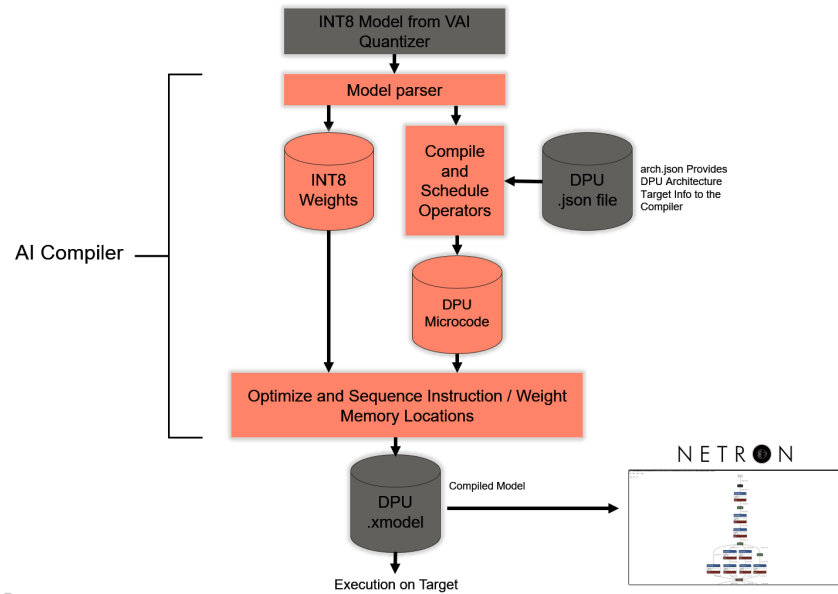 INT8 Model from VAI
Quantizer
Model parser
INT8
Weights
Compile
and
Schedule
Operators
DPU
.json file
arch.json Provides
DPU Architecture
Target Info to the
Compiler
AI Compiler
DPU
Microcode
Optimize and Sequence Instruction / Weight
Memory Locations
NETRON
DPU
.xmodel
Compiled Model
Execution on Target